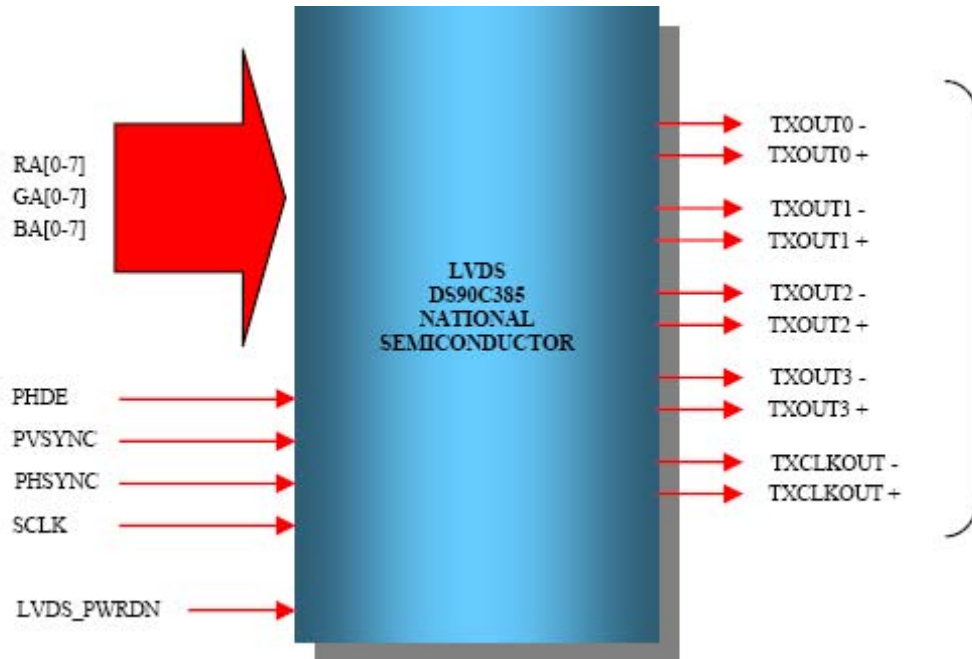 RA[0-7]
GA[0-7]
BA[0-7]
PHDE
PVSYNC
PHSYNC
SCLK
LVDS_PWRDN
LVDS
DS90C385
NATIONAL
SEMICONDUCTOR
TXOUT0 -
TXOUT0 +
TXOUT1 -
TXOUT1 +
TXOUT2 -
TXOUT2 +
TXOUT3 -
TXOUT3 +
TXCLKOUT -
TXCLKOUT +